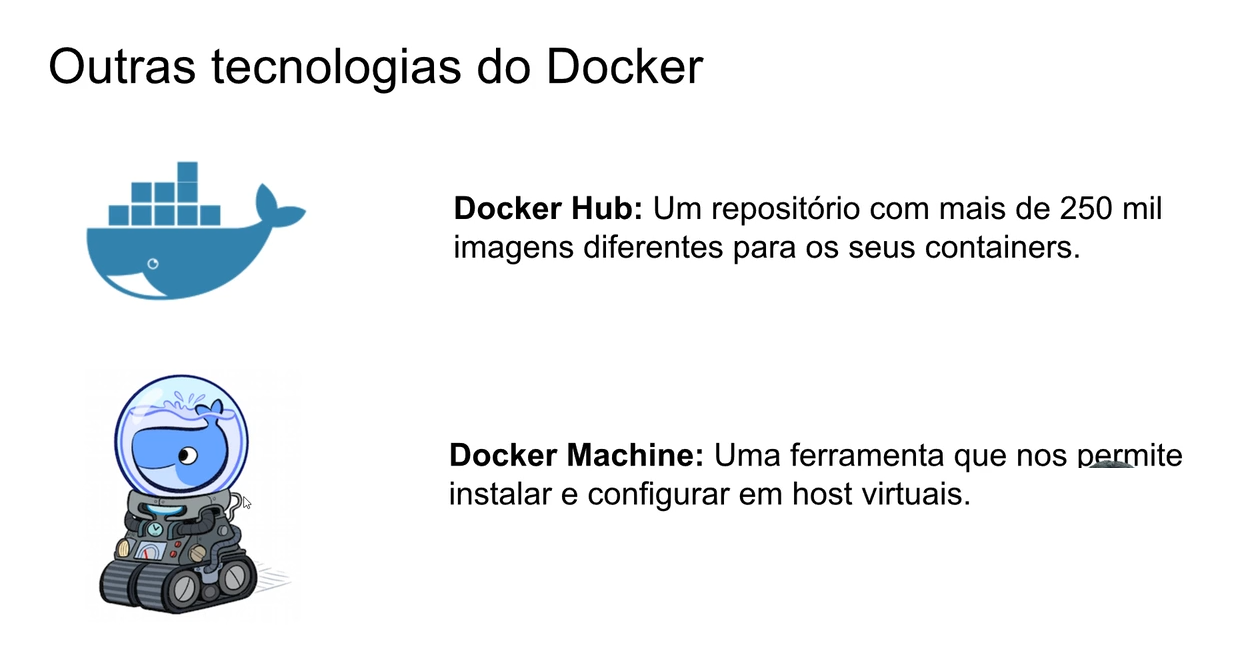 Outras tecnologias do Docker
Docker Hub: Um repositório com mais de 250 mil
imagens diferentes para os seus containers.
Docker Machine: Uma ferramenta que nos permite
instalar e configurar em host virtuais.